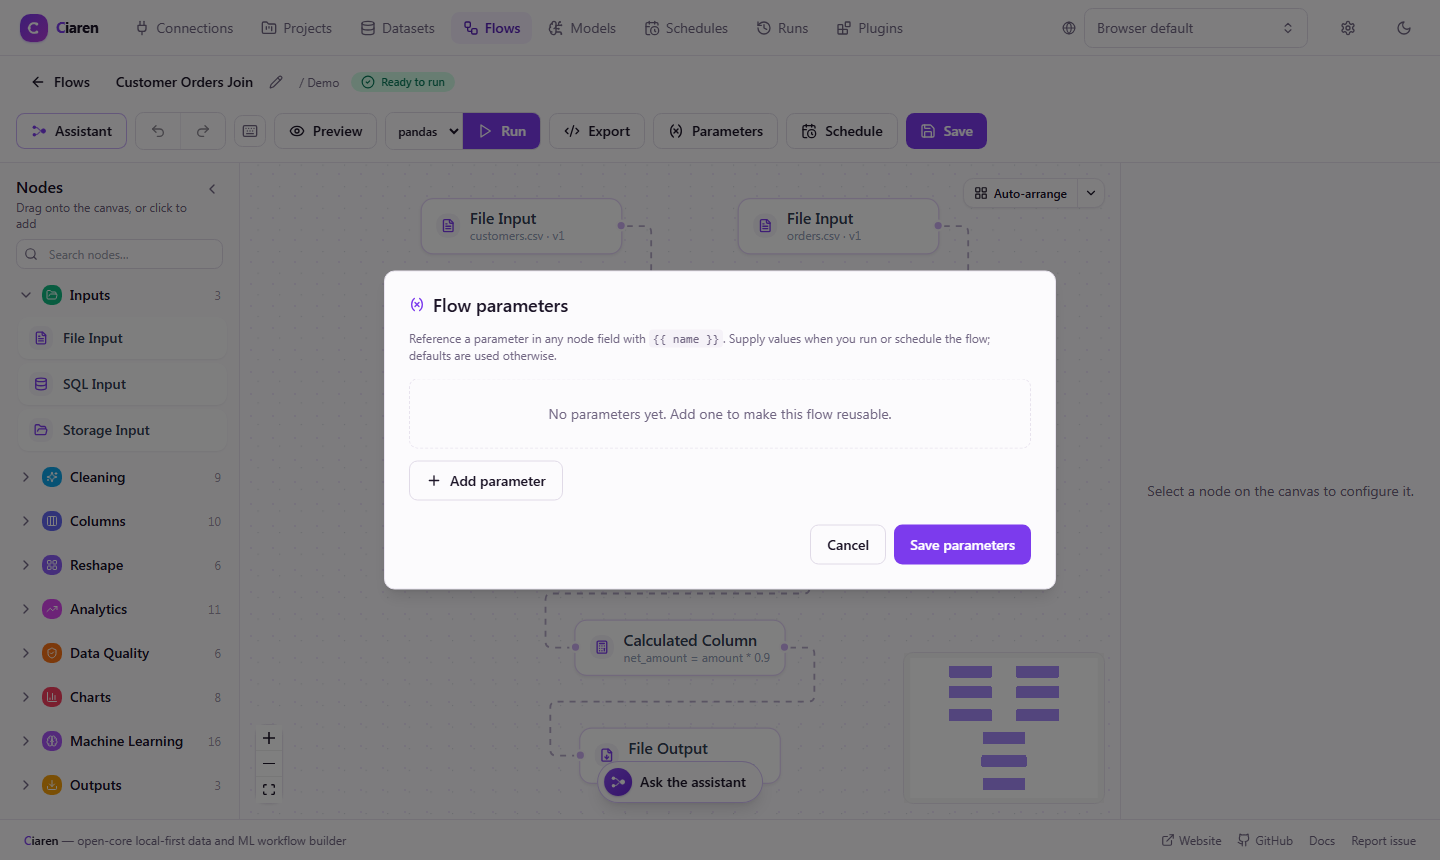 C Ciaren
Connections
Projects
Datasets
Flows
Models
Schedules
Runs
Plugins
Browser default
Flows
Customer Orders Join
/ Demo
Ready to run
Assistant
Preview
pandas
Run
Export
Parameters
Schedule
Save
Nodes
Drag onto the canvas, or click to
add
Search nodes...
Inputs 3
File Input
SQL Input
Storage Input
Cleaning 9
Columns 10
Reshape 6
Analytics 11
Data Quality 6
Charts 8
Machine Learning 16
Outputs 3
File Input
customers.csv · v1
File Input
orders.csv · v1
Auto-arrange
Flow parameters
Reference a parameter in any node field with {{ name }}. Supply values when you run or schedule the flow;
defaults are used otherwise.
No parameters yet. Add one to make this flow reusable.
Add parameter
Cancel
Save parameters
Calculated Column
net_amount = amount * 0.9
File Output
Ask the assistant
Select a node on the canvas to configure it.
Ciaren — open-core local-first data and ML workflow builder
Website
GitHub
Docs
Report issue